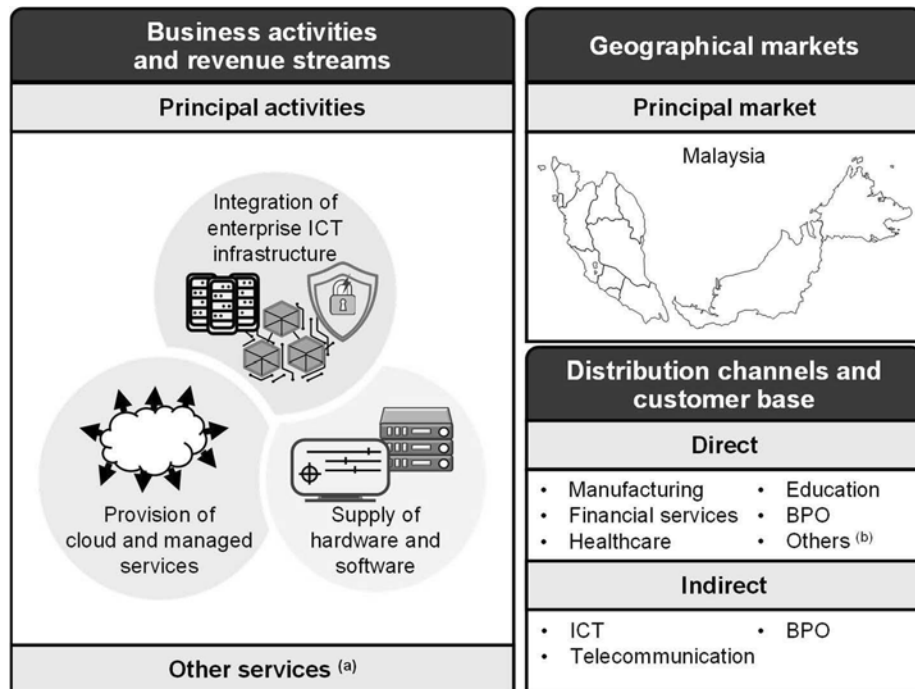 Business activities
and revenue streams
Principal activities
Integration of
enterprise ICT
infrastructure
Provision of
cloud and managed
services
Supply of
hardware and
software
Other services (a)
Geographical markets
Principal market
Malaysia
Distribution channels and
customer base
Direct
• Manufacturing
• Financial services
• Healthcare
• Education
• BPO
• Others (b)
Indirect
• ICT
• Telecommunication
• BPO